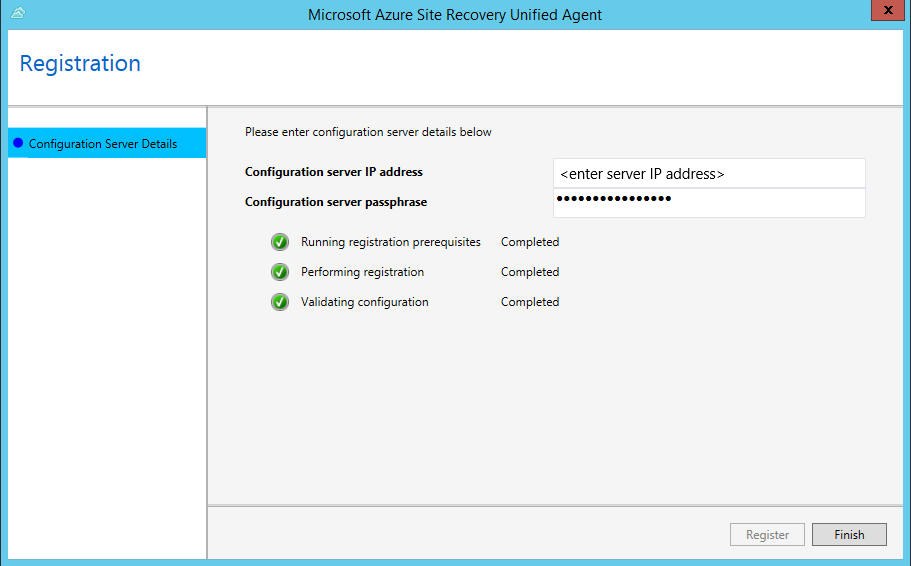 Microsoft Azure Site Recovery Unified Agent
x
Registration
Configuration Server Details
Please enter configuration server details below
Configuration server IP address
<enter server IP address>
Configuration server passphrase
••••••••••••••••
Running registration prerequisites Completed
Performing registration Completed
Validating configuration Completed
Register
Finish